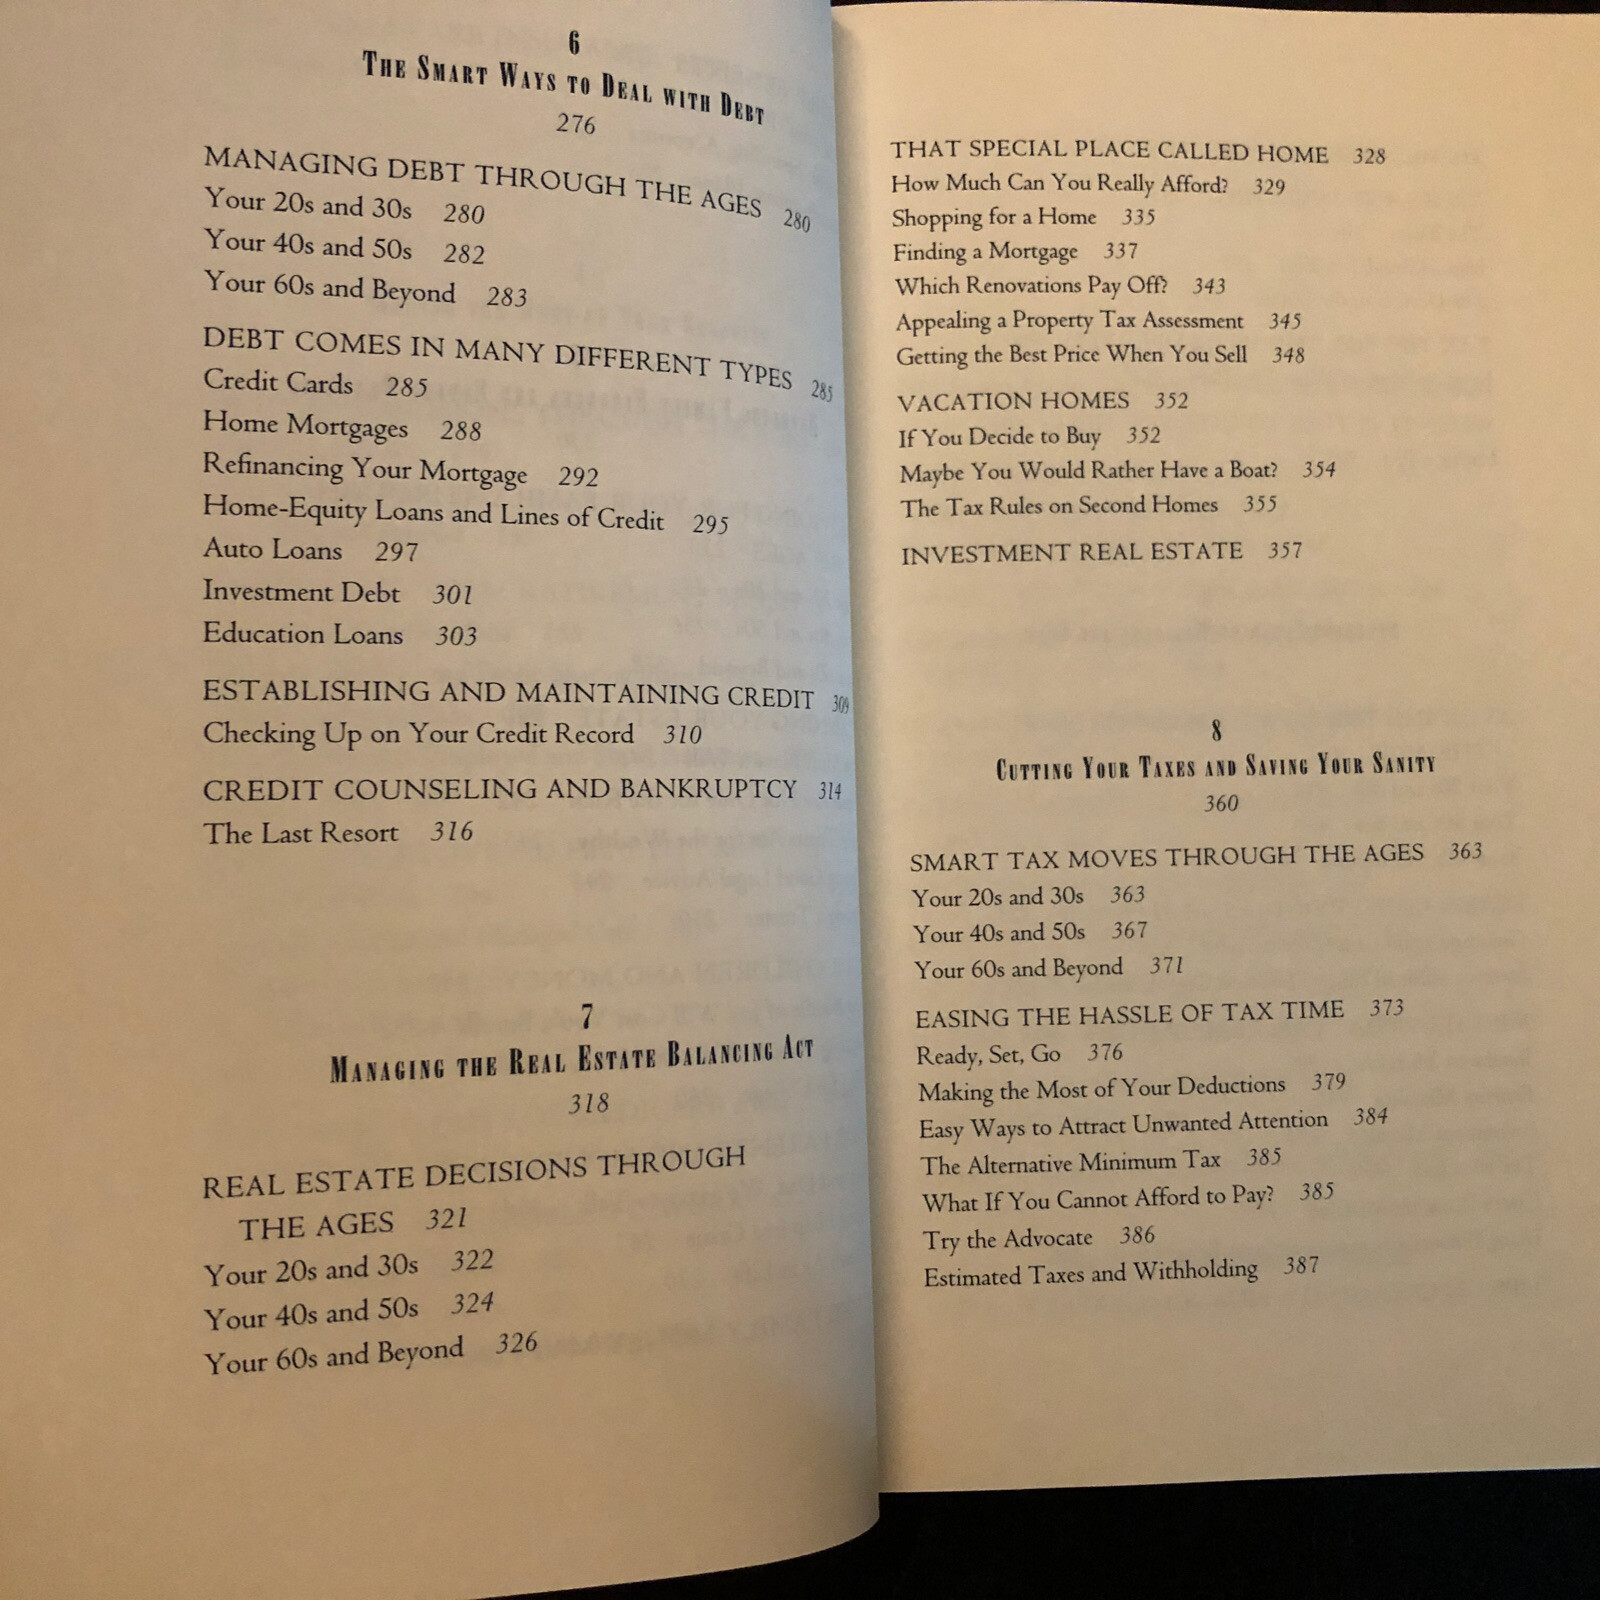 6
THE SMART WAYS TO DEAL WITH DEBT
276
MANAGING DEBT THROUGH THE AGES 280
Your 20s and 30s 280
Your 40s and 50s 282
Your 60s and Beyond 283
DEBT COMES IN MANY DIFFERENT TYPES 285
Credit Cards 285
Home Mortgages 288
Refinancing Your Mortgage 292
Home-Equity Loans and Lines of Credit 295
Auto Loans 297
Investment Debt 301
Education Loans 303
ESTABLISHING AND MAINTAINING CREDIT 309
Checking Up on Your Credit Record 310
CREDIT COUNSELING AND BANKRUPTCY 314
The Last Resort 316
7
MANAGING THE REAL ESTATE BALANCING ACT
318
REAL ESTATE DECISIONS THROUGH
THE AGES 321
Your 20s and 30s 322
Your 40s and 50s 324
Your 60s and Beyond 326
THAT SPECIAL PLACE CALLED HOME 328
How Much Can You Really Afford? 329
Shopping for a Home 335
Finding a Mortgage 337
Which Renovations Pay Off? 343
Appealing a Property Tax Assessment 345
Getting the Best Price When You Sell 348
VACATION HOMES 352
If You Decide to Buy 352
Maybe You Would Rather Have a Boat? 354
The Tax Rules on Second Homes 355
INVESTMENT REAL ESTATE 357
8
CUTTING YOUR TAXES AND SAVING YOUR SANITY
360
SMART TAX MOVES THROUGH THE AGES 363
Your 20s and 30s 363
Your 40s and 50s 367
Your 60s and Beyond 371
EASING THE HASSLE OF TAX TIME 373
Ready, Set, Go 376
Making the Most of Your Deductions 379
Easy Ways to Attract Unwanted Attention 384
The Alternative Minimum Tax 385
What If You Cannot Afford to Pay? 385
Try the Advocate 386
Estimated Taxes and Withholding 387